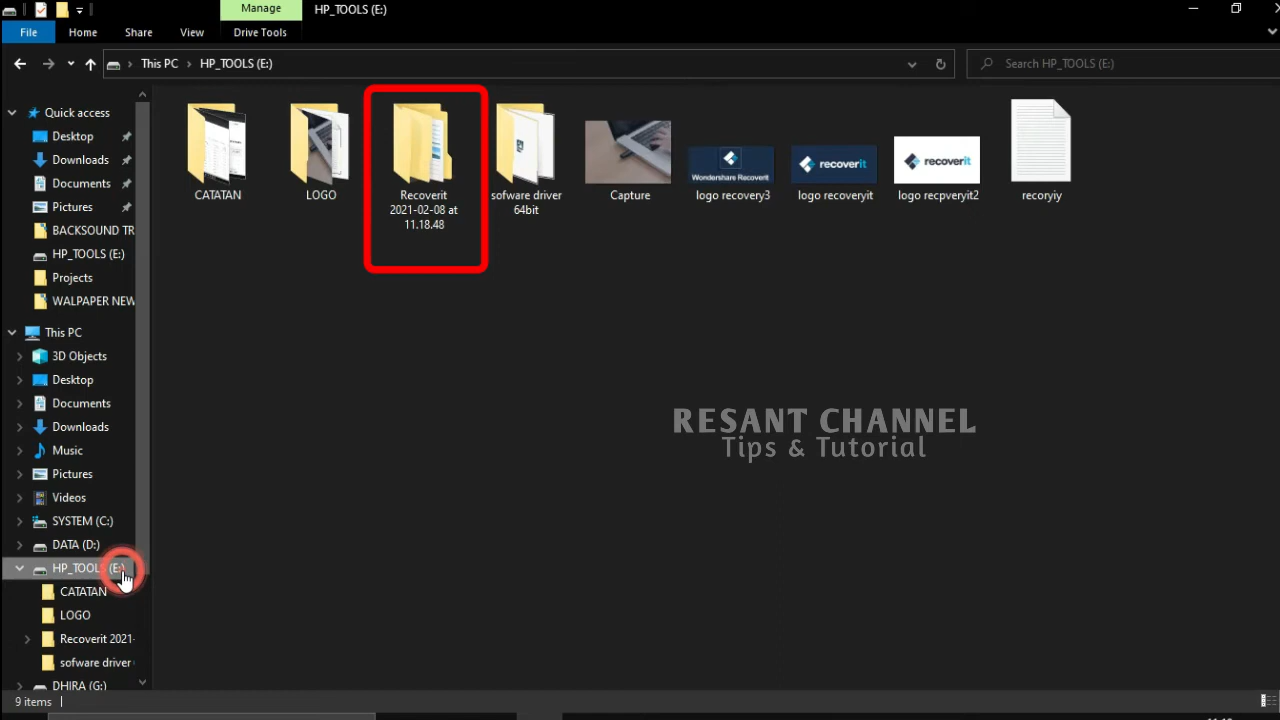 Manage
HP_TOOLS (E:)
File
Home
Share
View
Drive Tools
This PC
HP_TOOLS (E:)
Search HP_TOOLS (E:)
Quick access
Desktop
Downloads
Documents
Pictures
BACKSOUND TR
HP_TOOLS (E:)
Projects
WALPAPER NEW
This PC
3D Objects
Desktop
Documents
Downloads
Music
Pictures
Videos
SYSTEM (C:)
DATA (D:)
HP_TOOLS (E:)
CATATAN
LOGO
Recoverit 2021-
sofware driver
DHIRA (G:)
CATATAN
LOGO
Recoverit
2021-02-08 at
11.18.48
sofware driver
64bit
Capture
Wondershare Recoverit
logo recovery3
recoverit
logo recoveryit
recoverit
logo recpveryit2
recoryiy
RESANT CHANNEL
Tips & Tutorial
9 items